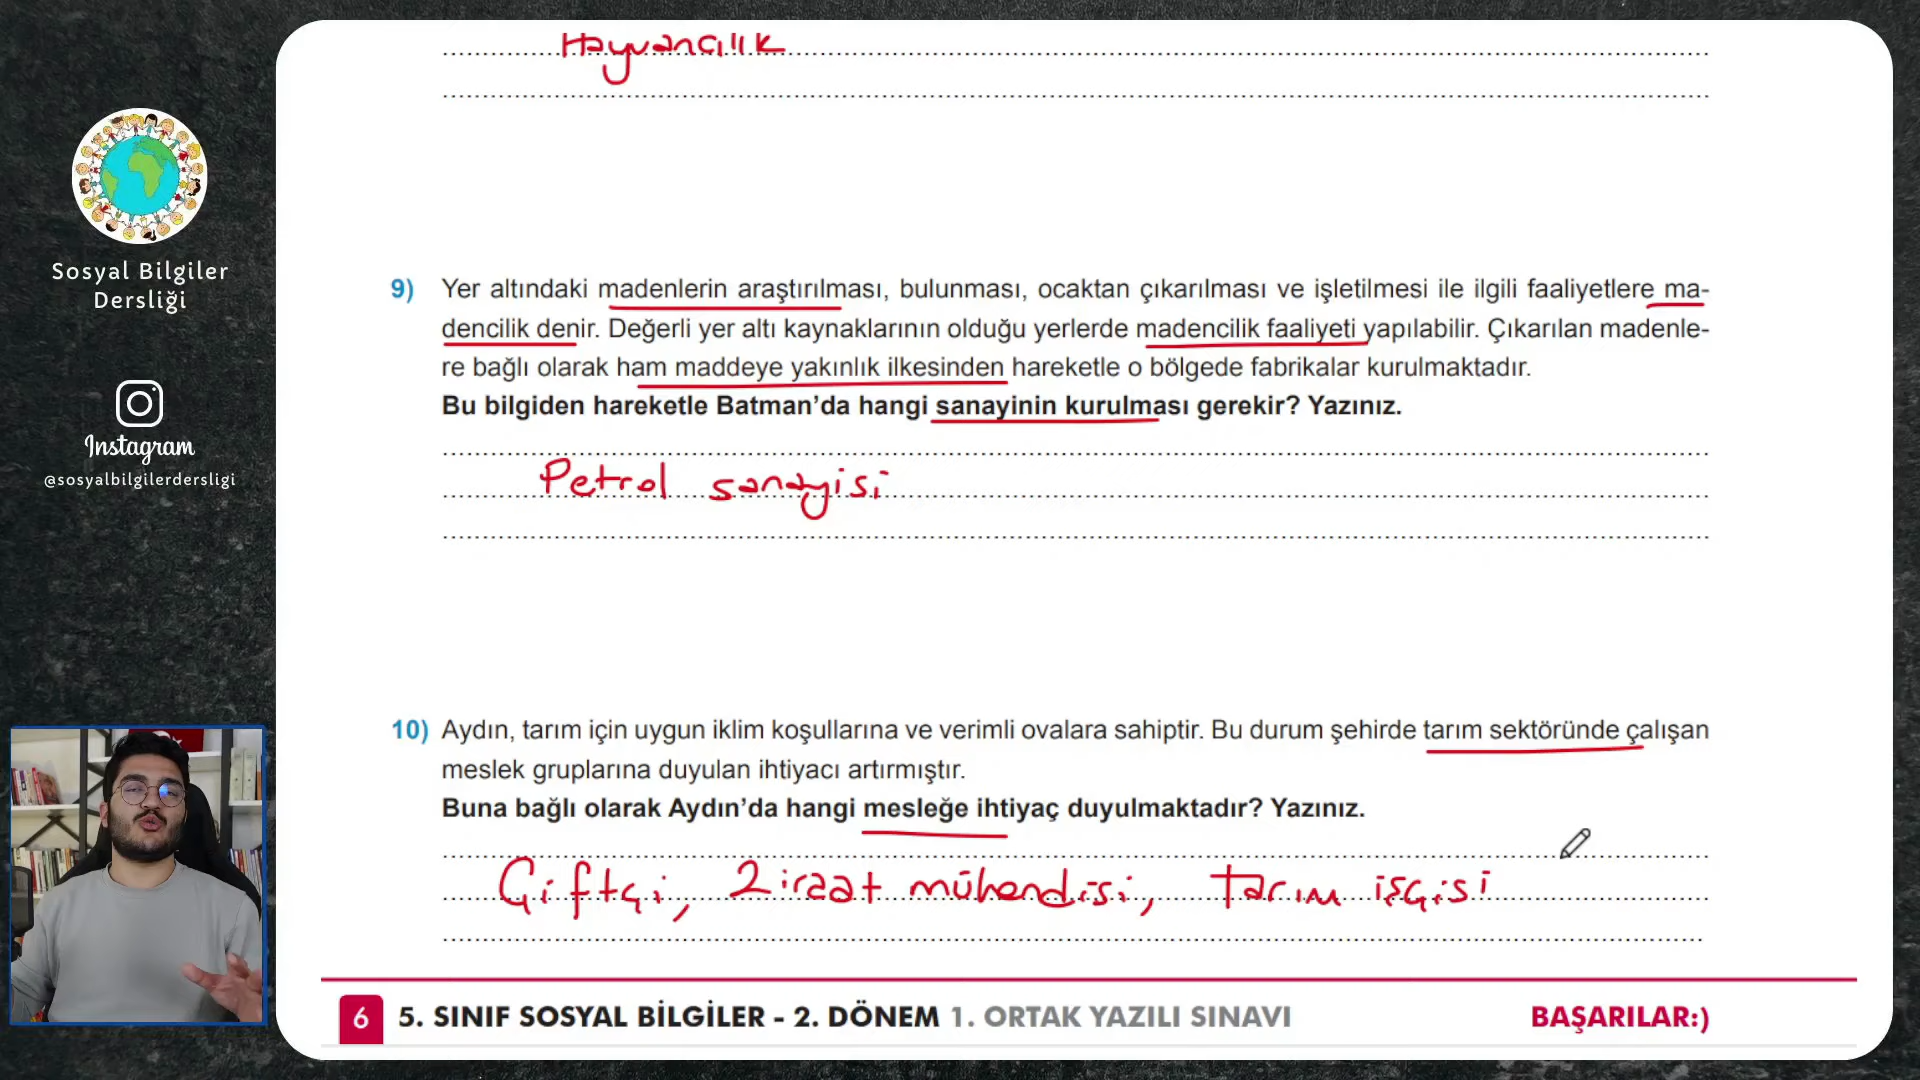 Hayvancılık
Sosyal Bilgiler
Dersliği
Instagram
@sosyalbilgilerdersligi
9) Yer altındaki madenlerin araştırılması, bulunması, ocaktan çıkarılması ve işletilmesi ile ilgili faaliyetlere ma-
dencilik denir. Değerli yer altı kaynaklarının olduğu yerlerde madencilik faaliyeti yapılabilir. Çıkarılan madenle-
re bağlı olarak ham maddeye yakınlık ilkesinden hareketle o bölgede fabrikalar kurulmaktadır.
Bu bilgiden hareketle Batman’da hangi sanayinin kurulması gerekir? Yazınız.
Petrol sanayisi
10) Aydın, tarım için uygun iklim koşullarına ve verimli ovalara sahiptir. Bu durum şehirde tarım sektöründe çalışan
meslek gruplarına duyulan ihtiyacı artırmıştır.
Buna bağlı olarak Aydın’da hangi mesleğe ihtiyaç duyulmaktadır? Yazınız.
Çiftçi, Ziraat mühendisi, Tarım işçisi
6 5. SINIF SOSYAL BİLGİLER - 2. DÖNEM 1. ORTAK YAZILI SINAVI BAŞARILAR:)